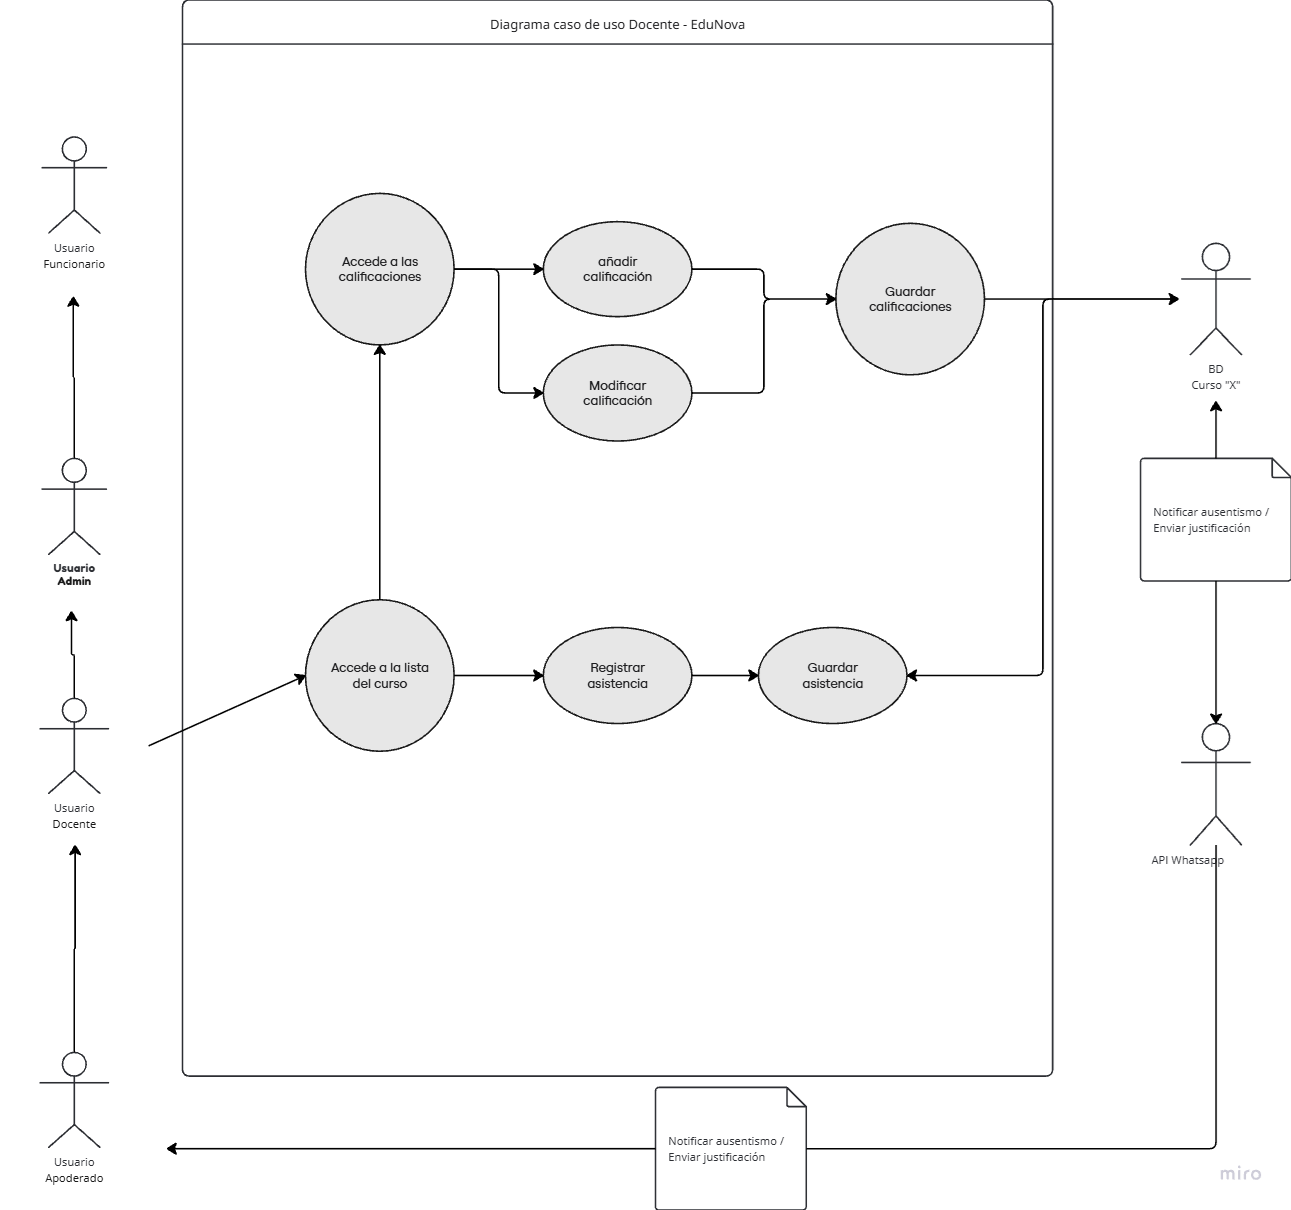 Diagrama caso de uso Docente - EduNova
Usuario
Funcionario
Accede a las
calificaciones
añadir
calificación
Modificar
calificación
Guardar
calificaciones
BD
Curso "X"
Notificar ausentismo /
Enviar justificación
Usuario
Admin
Accede a la lista
del curso
Registrar
asistencia
Guardar
asistencia
Usuario
Docente
API Whatsapp
Notificar ausentismo /
Enviar justificación
Usuario
Apoderado
miro